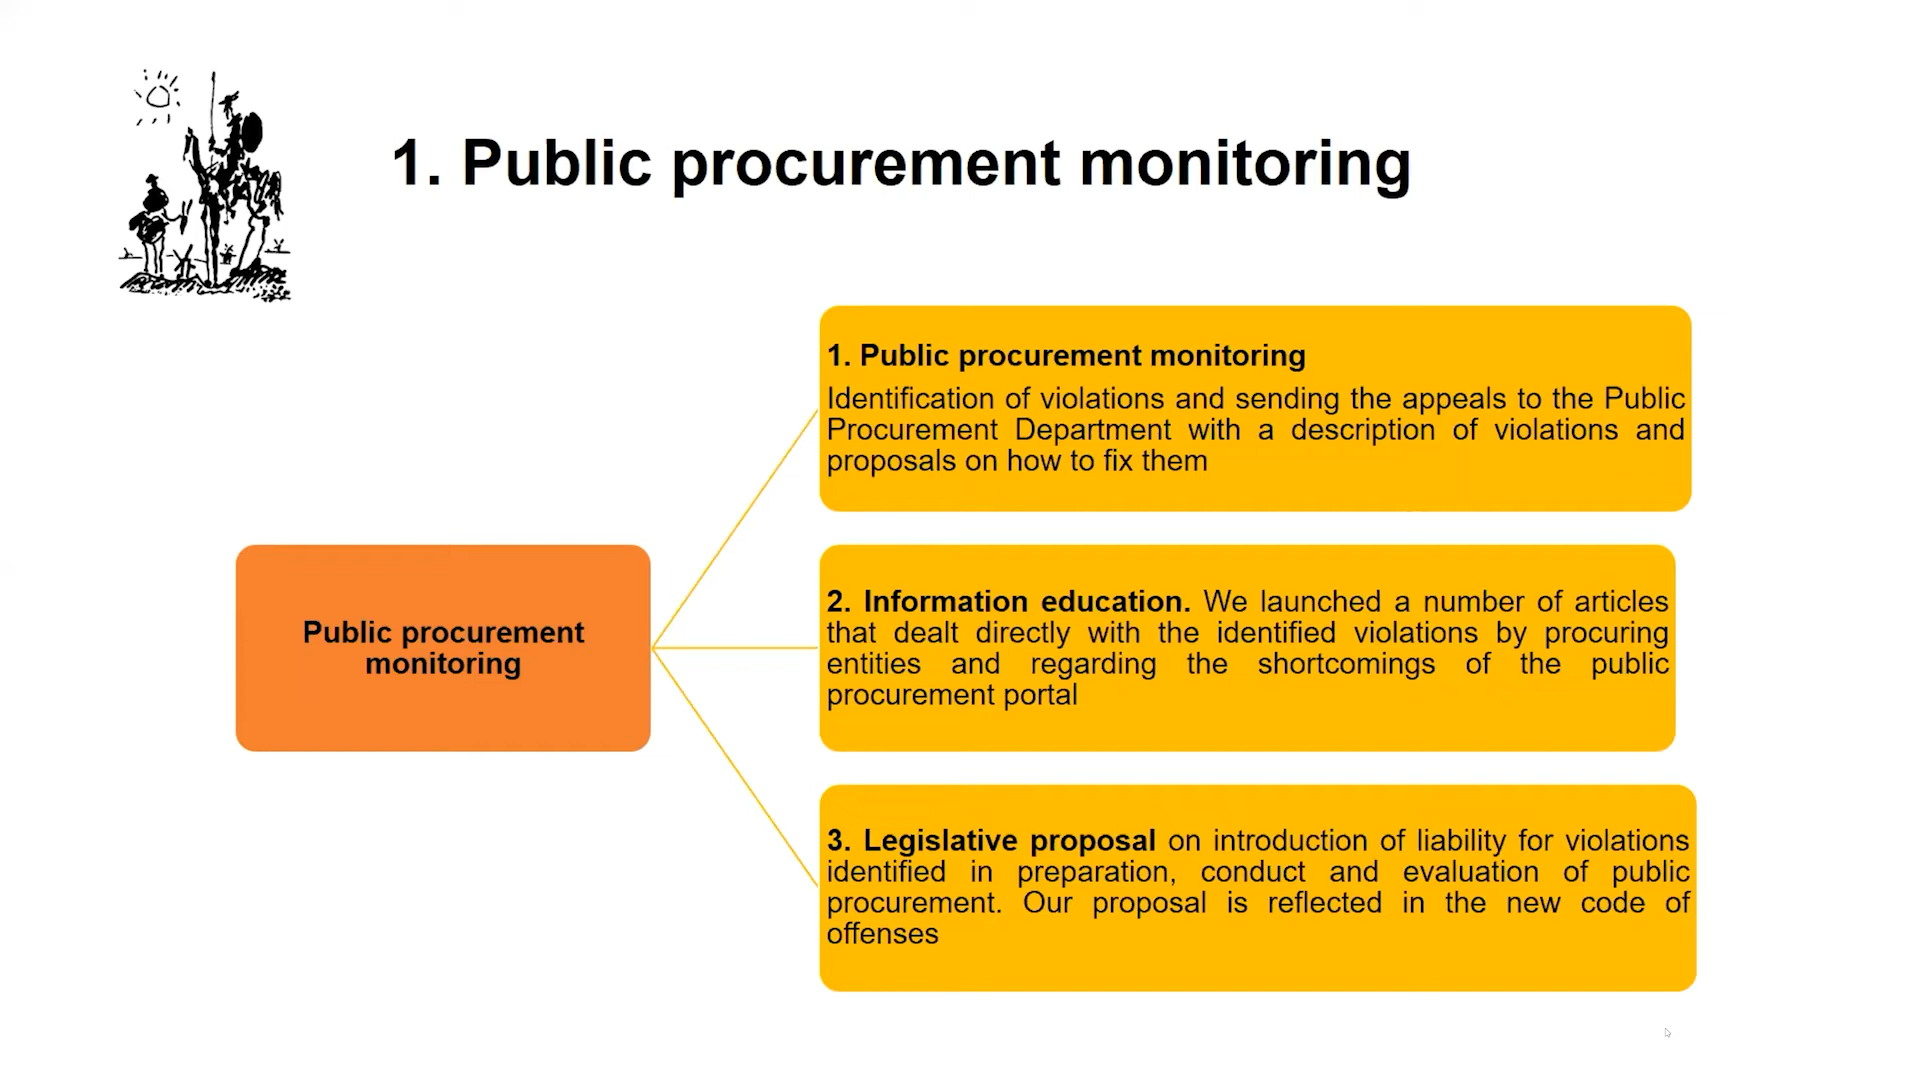 1. Public procurement monitoring
1. Public procurement monitoring
Identification of violations and sending the appeals to the Public
Procurement Department with a description of violations and
proposals on how to fix them
Public procurement
monitoring
2. Information education. We launched a number of articles
that dealt directly with the identified violations by procuring
entities and regarding the shortcomings of the public
procurement portal
3. Legislative proposal on introduction of liability for violations
identified in preparation, conduct and evaluation of public
procurement. Our proposal is reflected in the new code of
offenses